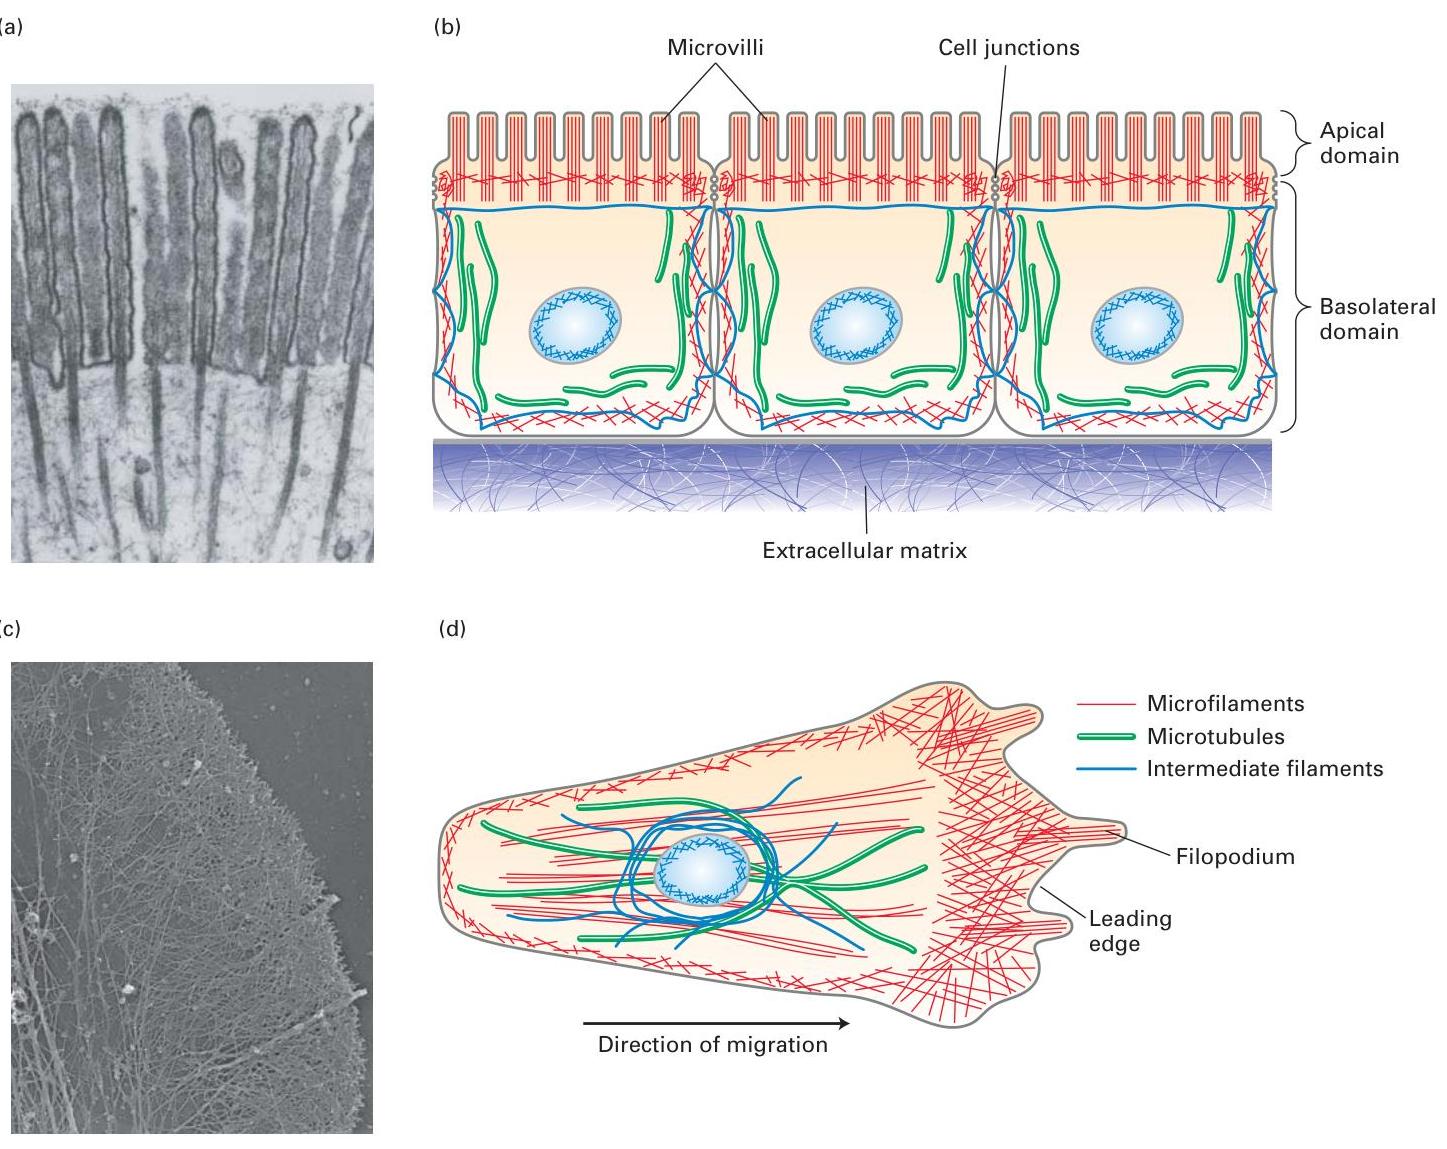 (a)
(b)
Microvilli
Cell junctions
Apical
domain
Basolateral
domain
Extracellular matrix
(c)
(d)
Microfilaments
Microtubules
Intermediate filaments
Filopodium
Leading
edge
Direction of migration